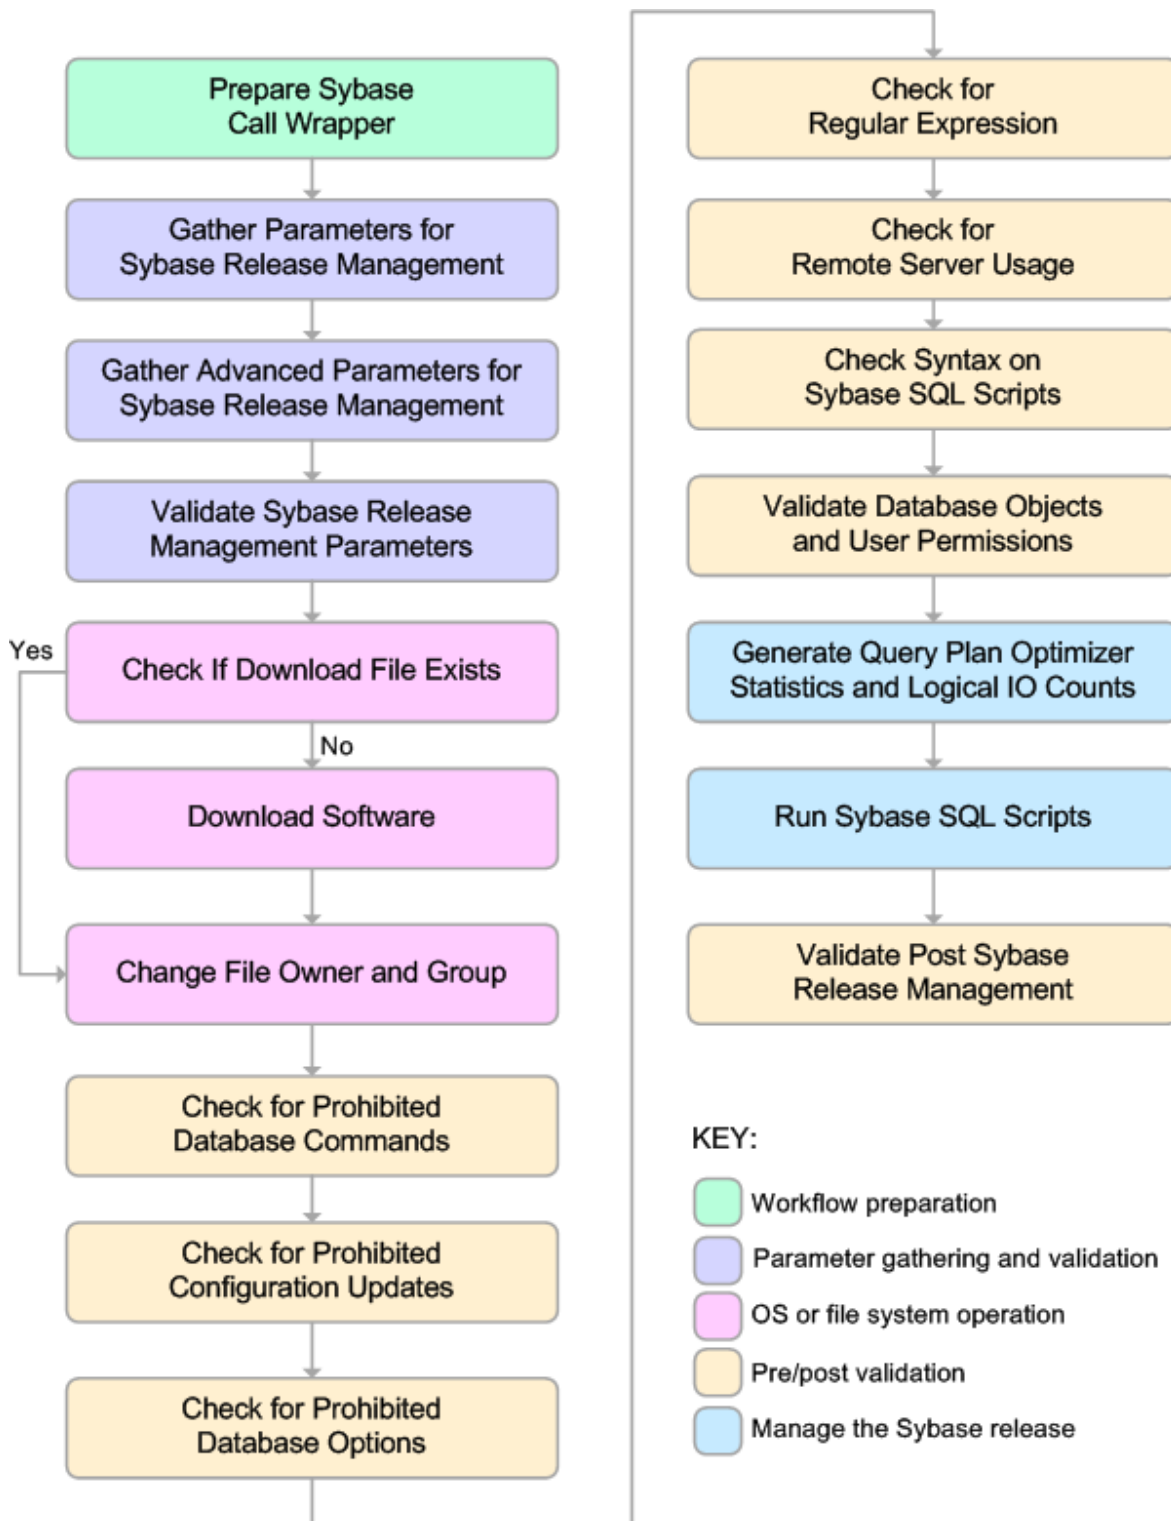 Prepare Sybase
Call Wrapper
Gather Parameters for
Sybase Release Management
Gather Advanced Parameters for
Sybase Release Management
Validate Sybase Release
Management Parameters
Yes
Check If Download File Exists
No
Download Software
Change File Owner and Group
Check for Prohibited
Database Commands
Check for Prohibited
Configuration Updates
Check for Prohibited
Database Options
Check for
Regular Expression
Check for
Remote Server Usage
Check Syntax on
Sybase SQL Scripts
Validate Database Objects
and User Permissions
Generate Query Plan Optimizer
Statistics and Logical IO Counts
Run Sybase SQL Scripts
Validate Post Sybase
Release Management
KEY:
Workflow preparation
Parameter gathering and validation
OS or file system operation
Pre/post validation
Manage the Sybase release